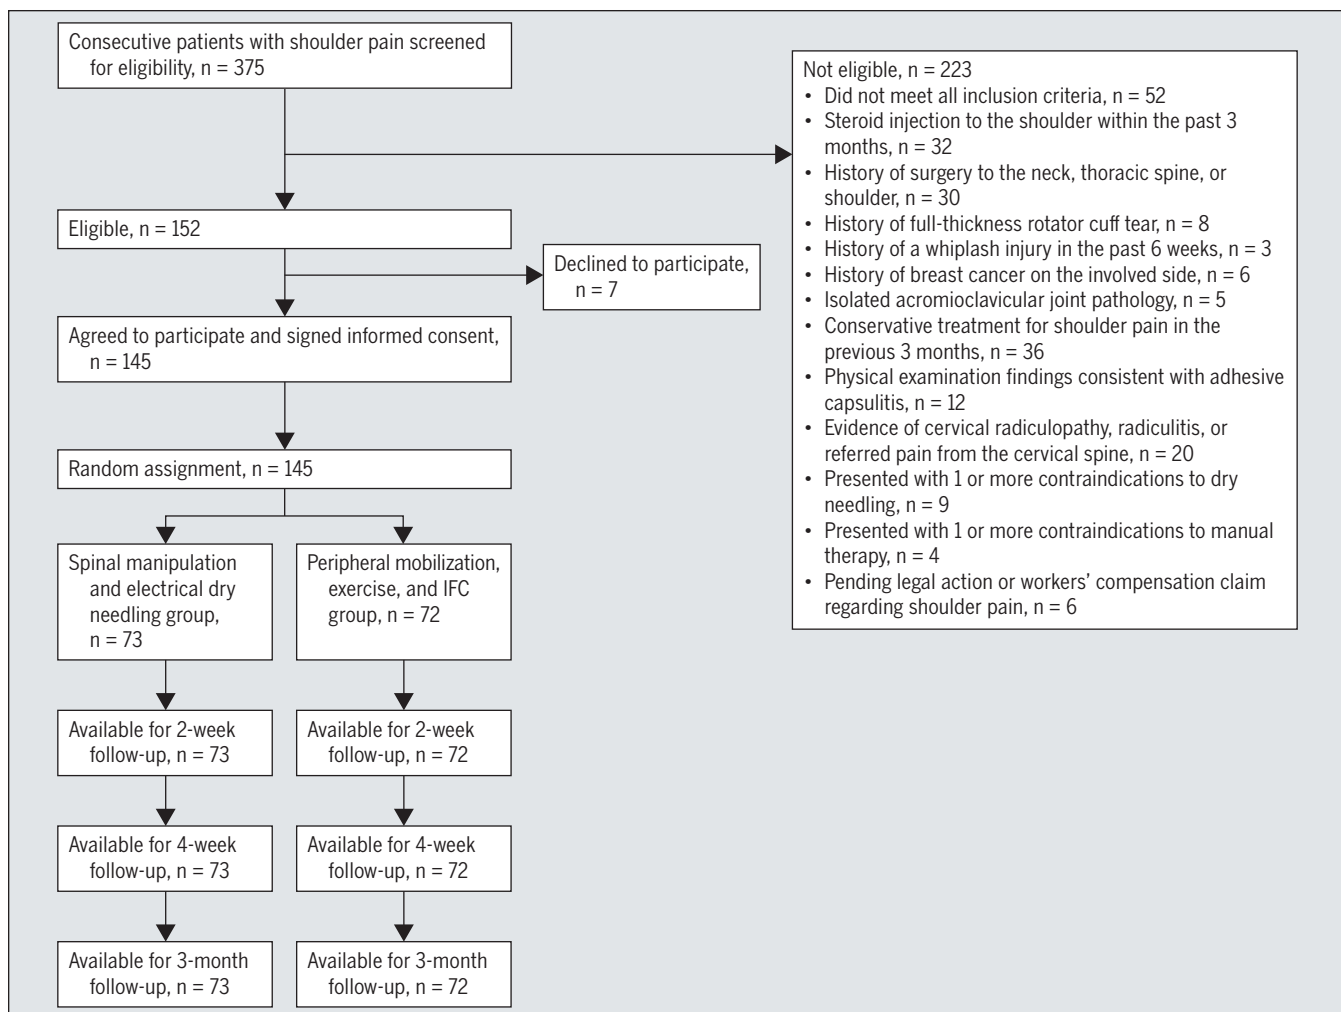 Consecutive patients with shoulder pain screened
for eligibility, n = 375
Not eligible, n = 223
• Did not meet all inclusion criteria, n = 52
• Steroid injection to the shoulder within the past 3
months, n = 32
• History of surgery to the neck, thoracic spine, or
shoulder, n = 30
• History of full-thickness rotator cuff tear, n = 8
• History of a whiplash injury in the past 6 weeks, n = 3
• History of breast cancer on the involved side, n = 6
• Isolated acromioclavicular joint pathology, n = 5
• Conservative treatment for shoulder pain in the
previous 3 months, n = 36
• Physical examination findings consistent with adhesive
capsulitis, n = 12
• Evidence of cervical radiculopathy, radiculitis, or
referred pain from the cervical spine, n = 20
• Presented with 1 or more contraindications to dry
needling, n = 9
• Presented with 1 or more contraindications to manual
therapy, n = 4
• Pending legal action or workers’ compensation claim
regarding shoulder pain, n = 6
Eligible, n = 152
Declined to participate,
n = 7
Agreed to participate and signed informed consent,
n = 145
Random assignment, n = 145
Spinal manipulation
and electrical dry
needling group,
n = 73
Peripheral mobilization,
exercise, and IFC
group, n = 72
Available for 2-week
follow-up, n = 73
Available for 2-week
follow-up, n = 72
Available for 4-week
follow-up, n = 73
Available for 4-week
follow-up, n = 72
Available for 3-month
follow-up, n = 73
Available for 3-month
follow-up, n = 72